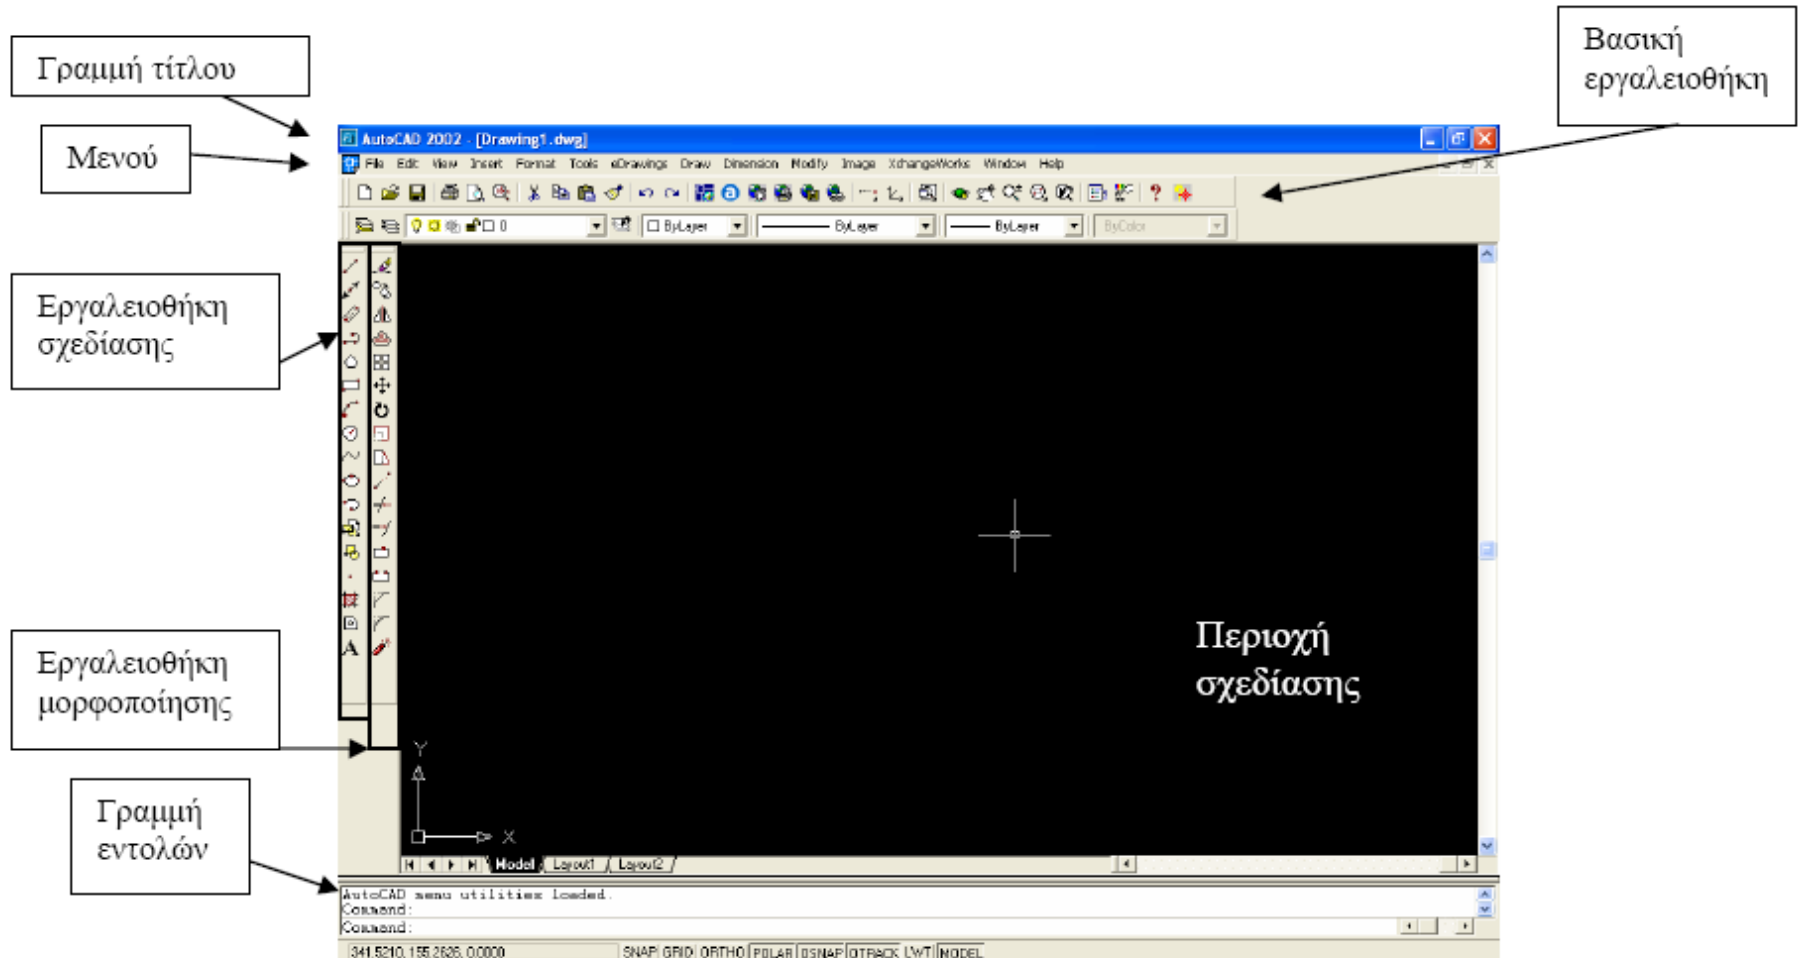 Βασική
εργαλειοθήκη
Γραμμή τίτλου
Μενού
AutoCAD 2002 - [Drawing1.dwg]
File Edit View Insert Format Tools eDrawings Draw Dimension Modify Image XchangeWorks Window Help
0 ByLayer ByLayer ByLayer ByColor
Εργαλειοθήκη
σχεδίασης
A
Περιοχή
σχεδίασης
Εργαλειοθήκη
μορφοποίησης
Y
X
Γραμμή
εντολών
Model Layout1 Layout2
AutoCAD menu utilities loaded.
Command:
Command:
341.5210, 155.2626, 0.0000 SNAP GRID ORTHO POLAR OSNAP OTRACK LWT MODEL